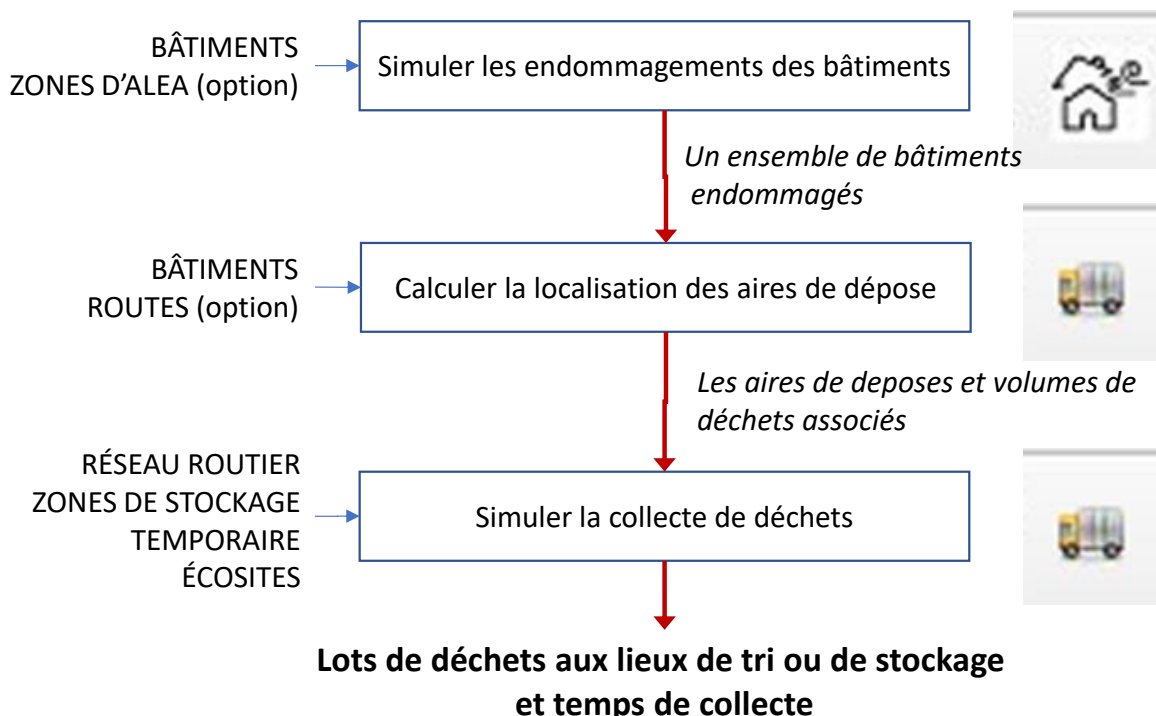 BÂTIMENTS
ZONES D'ALEA (option)
Simuler les endommagements des bâtiments
Un ensemble de bâtiments
endommagés
BÂTIMENTS
ROUTES (option)
Calculer la localisation des aires de dépose
Les aires de deposes et volumes de
déchets associés
RÉSEAU ROUTIER
ZONES DE STOCKAGE
TEMPORAIRE
ÉCOSITES
Simuler la collecte de déchets
Lots de déchets aux lieux de tri ou de stockage
et temps de collecte